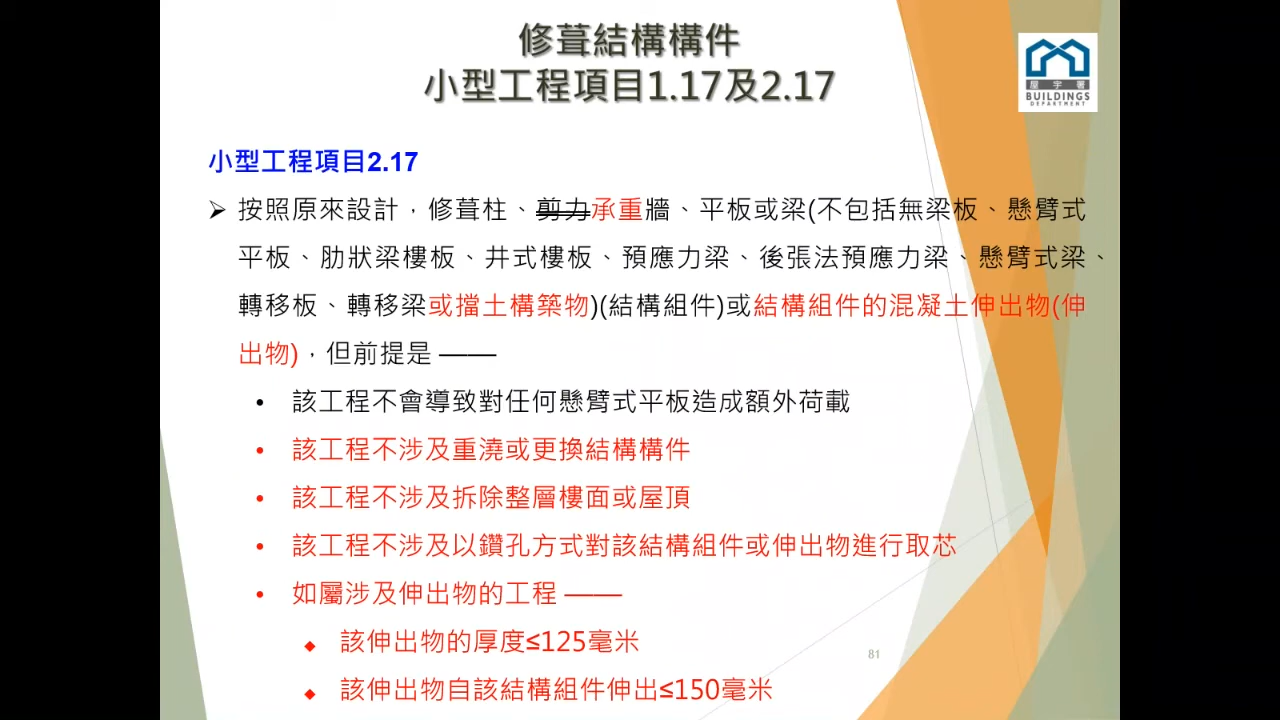 修葺結構構件
小型工程項目1.17及2.17
屋宇署
BUILDINGS
DEPARTMENT
小型工程項目2.17
➢ 按照原來設計，修葺柱、剪力承重牆、平板或梁(不包括無梁板、懸臂式
平板、肋狀梁樓板、井式樓板、預應力梁、後張法預應力梁、懸臂式梁、
轉移板、轉移梁或擋土構築物)(結構組件)或結構組件的混凝土伸出物(伸
出物)，但前提是 ——
• 該工程不會導致對任何懸臂式平板造成額外荷載
• 該工程不涉及重澆或更換結構構件
• 該工程不涉及拆除整層樓面或屋頂
• 該工程不涉及以鑽孔方式對該結構組件或伸出物進行取芯
• 如屬涉及伸出物的工程 ——
◆ 該伸出物的厚度≤125毫米
◆ 該伸出物自該結構組件伸出≤150毫米
81